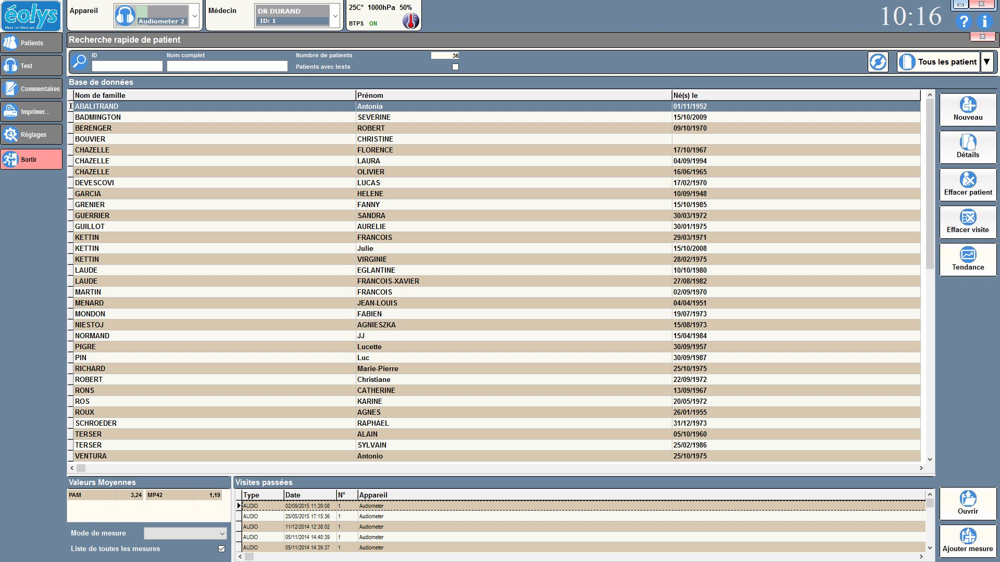 éolys
Matériel Médical
Appareil
Audiometer 2
Médecin
DR DURAND
ID: 1
25C° 1000hPa 50%
BTPS ON
10:16
Patients
Test
Commentaires
Imprimer...
Réglages
Sortir
Recherche rapide de patient
ID
Nom complet
Nombre de patients 36
Patients avec tests
Tous les patient
Base de données
Nom de famille Prénom Né(s) le
ABALITRAND Antonia 01/11/1952
BADMINGTON SEVERINE 15/10/2009
BERENGER ROBERT 09/10/1970
BOUVIER CHRISTINE
CHAZELLE FLORENCE 17/10/1967
CHAZELLE LAURA 04/09/1994
CHAZELLE OLIVIER 16/06/1965
DEVESCOVI LUCAS 17/02/1970
GARCIA HELENE 10/09/1948
GRENIER FANNY 15/10/1985
GUERRIER SANDRA 30/03/1972
GUILLOT AURELIE 30/01/1975
KETTIN FRANCOIS 29/03/1971
KETTIN Julie 15/10/2008
KETTIN VIRGINIE 28/02/1975
LAUDE EGLANTINE 10/10/1980
LAUDE FRANCOIS-XAVIER 27/08/1982
MARTIN FRANCOIS 02/09/1970
MENARD JEAN-LOUIS 04/04/1951
MONDON FABIEN 19/07/1973
NIESTOJ AGNIESZKA 15/08/1973
NORMAND JJ 15/04/1984
PIGRE Lucette 30/09/1957
PIN Luc 30/09/1987
RICHARD Marie-Pierre 25/10/1975
ROBERT Christiane 22/09/1972
RONS CATHERINE 13/09/1967
ROS KARINE 20/05/1972
ROUX AGNES 26/01/1955
SCHROEDER RAPHAEL 31/12/1973
TERSER ALAIN 05/10/1960
TERSER SYLVAIN 25/02/1986
VENTURA Antonio 25/10/1975
Nouveau
Détails
Effacer patient
Effacer visite
Tendance
Valeurs Moyennes
PAM 3,24 MP42 1,19
Mode de mesure
Liste de toutes les mesures
Visites passées
Type Date N° Appareil
AUDIO 02/09/2015 11:29:08 1 Audiometer
AUDIO 25/05/2015 17:15:36 1 Audiometer
AUDIO 11/12/2014 12:38:02 1 Audiometer
AUDIO 05/11/2014 14:40:39 1 Audiometer
AUDIO 05/11/2014 14:39:37 1 Audiometer
Ouvrir
Ajouter mesure